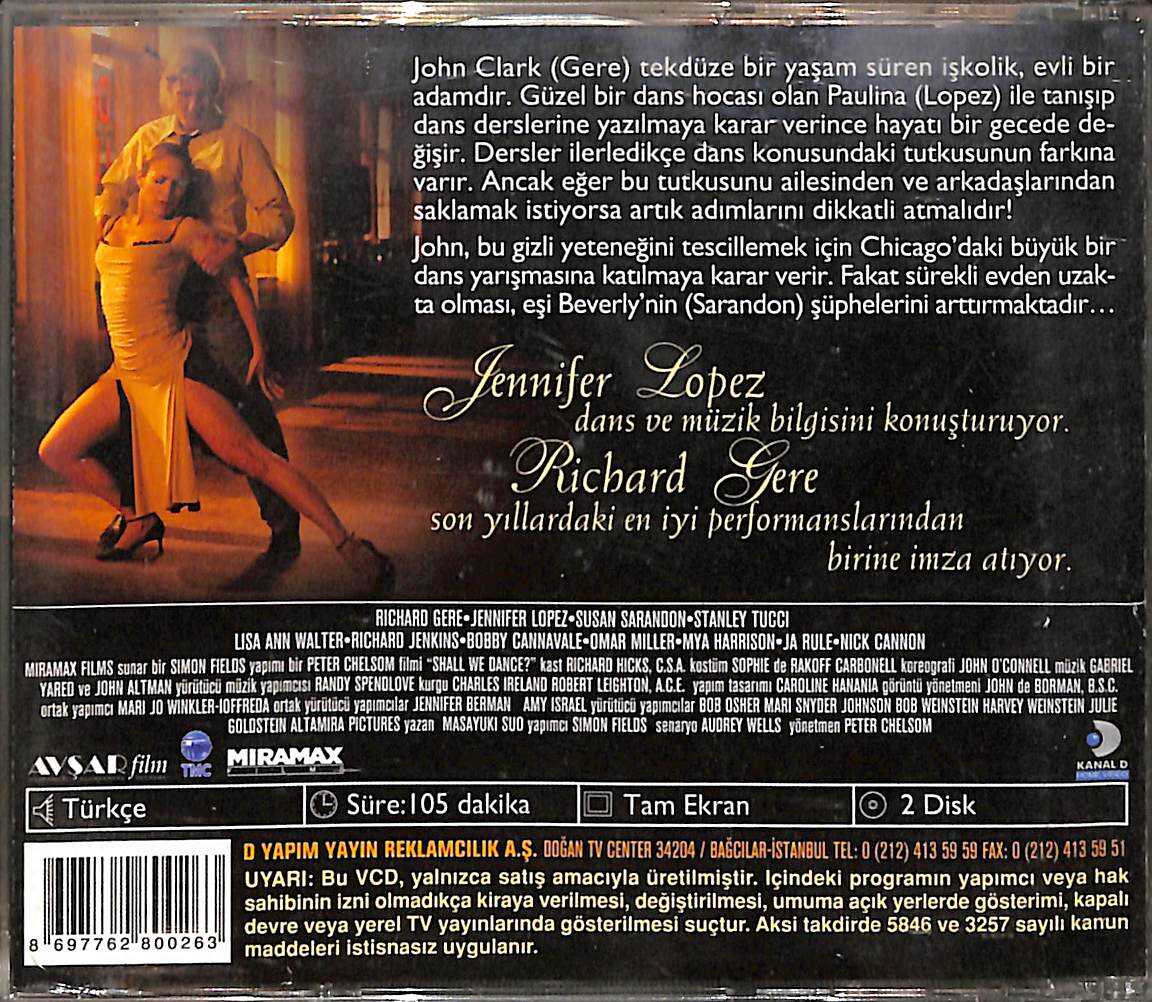 John Clark (Gere) tekdüze bir yaşam süren işkolik, evli bir
adamdır. Güzel bir dans hocası olan Paulina (Lopez) ile tanışıp
dans derslerine yazılmaya karar verince hayatı bir gecede de-
ğişir. Dersler ilerledikçe dans konusundaki tutkusunun farkına
varır. Ancak eğer bu tutkusunu ailesinden ve arkadaşlarından
saklamak istiyorsa artık adımlarını dikkatli atmalıdır!
John, bu gizli yeteneğini tescillemek için Chicago'daki büyük bir
dans yarışmasına katılmaya karar verir. Fakat sürekli evden uzak-
ta olması, eşi Beverly'nin (Sarandon) şüphelerini arttırmaktadır...
Jennifer Lopez
dans ve müzik bilgisini konuşturuyor.
Richard Gere
son yıllardaki en iyi performanslarından
birine imza atıyor.
RICHARD GERE•JENNIFER LOPEZ•SUSAN SARANDON•STANLEY TUCCI
LISA ANN WALTER•RICHARD JENKINS•BOBBY CANNAVALE•OMAR MILLER•MYA HARRISON•JA RULE•NICK CANNON
MIRAMAX FILMS sunar bir SIMON FIELDS yapımı bir PETER CHELSOM filmi "SHALL WE DANCE?" kast RICHARD HICKS, C.S.A. kostüm SOPHIE de RAKOFF CARBONELL koreografi JOHN O'CONNELL müzik GABRIEL
YARED ve JOHN ALTMAN yürütücü müzik yapımcısı RANDY SPENDLOVE kurgu CHARLES IRELAND ROBERT LEIGHTON, A.C.E. yapım tasarımı CAROLINE HANANIA görüntü yönetmeni JOHN de BORMAN, B.S.C.
ortak yapımcı MARI JO WINKLER-IOFFREDA ortak yürütücü yapımcılar JENNIFER BERMAN AMY ISRAEL yürütücü yapımcılar BOB OSHER MARI SNYDER JOHNSON BOB WEINSTEIN HARVEY WEINSTEIN JULIE
GOLDSTEIN ALTAMIRA PICTURES yazan MASAYUKI SUO yapımcı SIMON FIELDS senaryo AUDREY WELLS yönetmen PETER CHELSOM
AVŞAR film TMC MIRAMAX KANAL D
HOME VIDEO
Türkçe Süre:105 dakika Tam Ekran 2 Disk
D YAPIM YAYIN REKLAMCILIK A.Ş. DOĞAN TV CENTER 34204 / BAĞCILAR-İSTANBUL TEL: 0 (212) 413 59 59 FAX: 0 (212) 413 59 51
UYARI: Bu VCD, yalnızca satış amacıyla üretilmiştir. Içindeki programın yapımcı veya hak
sahibinin izni olmadıkça kiraya verilmesi, değiştirilmesi, umuma açık yerlerde gösterimi, kapalı
devre veya yerel TV yayınlarında gösterilmesi suçtur. Aksi takdirde 5846 ve 3257 sayılı kanun
maddeleri istisnasız uygulanır.
8 697762 800263